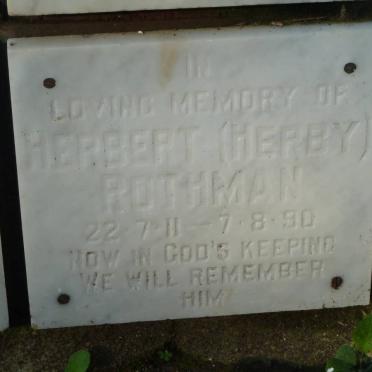 IN
LOVING MEMORY OF
HERBERT (HERBY)
ROTHMAN
22·7·11 – 7·8·90
NOW IN GOD'S KEEPING
WE WILL REMEMBER
HIM